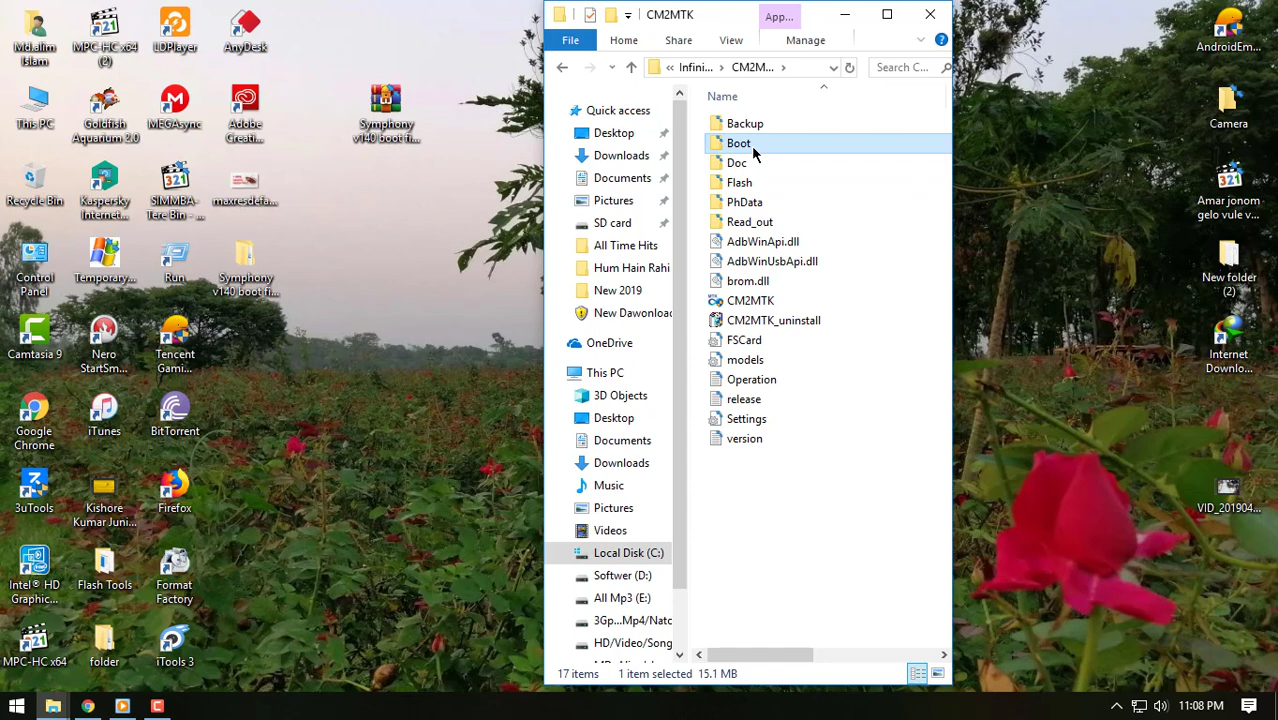 Md.alim
Islam
MPC-HC x64
(2)
LDPlayer
AnyDesk
This PC
Goldfish
Aquarium 2.0
MEGAsync
Adobe
Creati...
Symphony
v140 boot fi...
Recycle Bin
Kaspersky
Internet...
SIMMBA-
Tere Bin - ...
maxresdefa...
Control
Panel
Temporary...
Run
Symphony
v140 boot fi...
Camtasia 9
Nero
StartSm...
Tencent
Gami...
Google
Chrome
iTunes
BitTorrent
3uTools
Kishore
Kumar Juni...
Firefox
Intel® HD
Graphic...
Flash Tools
Format
Factory
MPC-HC x64
folder
iTools 3
CM2MTK
App...
File
Home
Share
View
Manage
« Infini... › CM2M... ›
Search C...
Quick access
Desktop
Downloads
Documents
Pictures
SD card
All Time Hits
Hum Hain Rahi
New 2019
New Dawonload
OneDrive
This PC
3D Objects
Desktop
Documents
Downloads
Music
Pictures
Videos
Local Disk (C:)
Softwer (D:)
All Mp3 (E:)
3Gp...Mp4/Natc
HD/Video/Song
Name
Backup
Boot
Doc
Flash
PhData
Read_out
AdbWinApi.dll
AdbWinUsbApi.dll
brom.dll
CM2MTK
CM2MTK_uninstall
FSCard
models
Operation
release
Settings
version
17 items
1 item selected 15.1 MB
AndroidEm...
Camera
Amar jonom
gelo vule v...
New folder
(2)
Internet
Downlo...
VID_201904...
11:08 PM